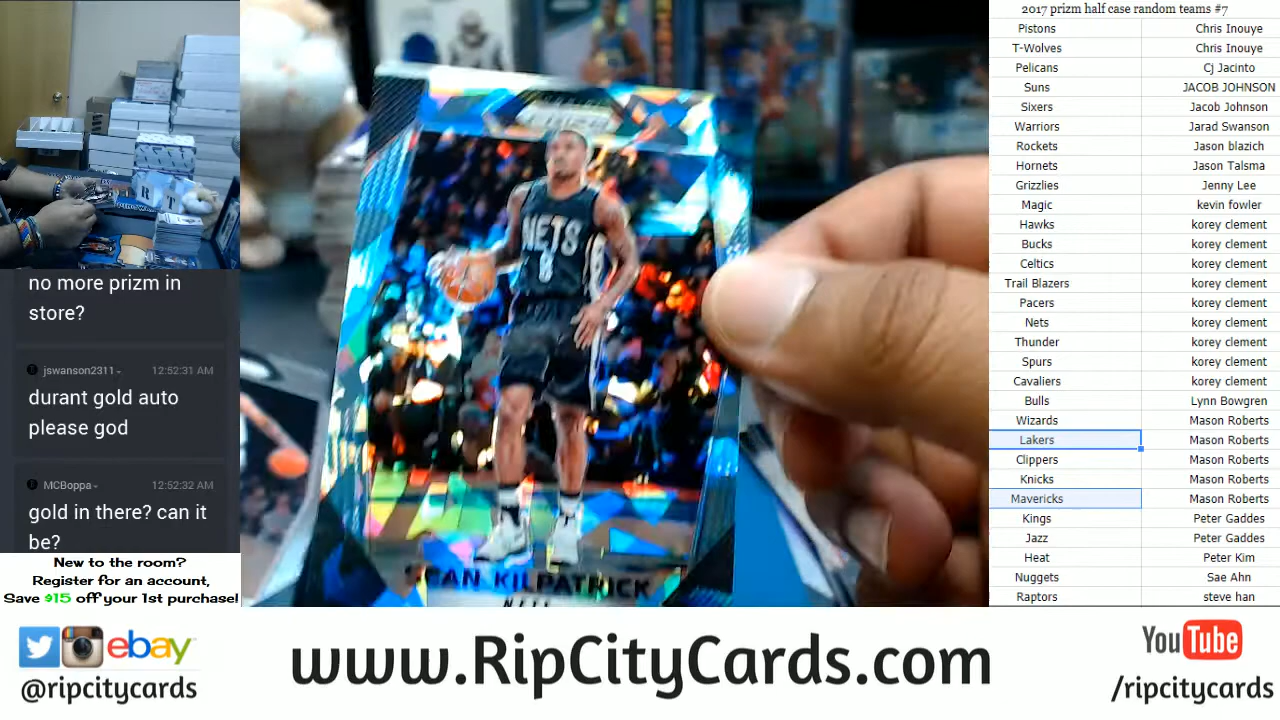 no more prizm in
store?
jswanson2311 12:52:31 AM
durant gold auto
please god
MCBoppa 12:52:32 AM
gold in there? can it
be?
New to the room?
Register for an account,
Save $15 off your 1st purchase!
NETS
8
SEAN KILPATRICK
2017 prizm half case random teams #7
Pistons Chris Inouye
T-Wolves Chris Inouye
Pelicans Cj Jacinto
Suns JACOB JOHNSON
Sixers Jacob Johnson
Warriors Jarad Swanson
Rockets Jason blazich
Hornets Jason Talsma
Grizzlies Jenny Lee
Magic kevin fowler
Hawks korey clement
Bucks korey clement
Celtics korey clement
Trail Blazers korey clement
Pacers korey clement
Nets korey clement
Thunder korey clement
Spurs korey clement
Cavaliers korey clement
Bulls Lynn Bowgren
Wizards Mason Roberts
Lakers Mason Roberts
Clippers Mason Roberts
Knicks Mason Roberts
Mavericks Mason Roberts
Kings Peter Gaddes
Jazz Peter Gaddes
Heat Peter Kim
Nuggets Sae Ahn
Raptors steve han
ebay
@ripcitycards
www.RipCityCards.com
YouTube
/ripcitycards